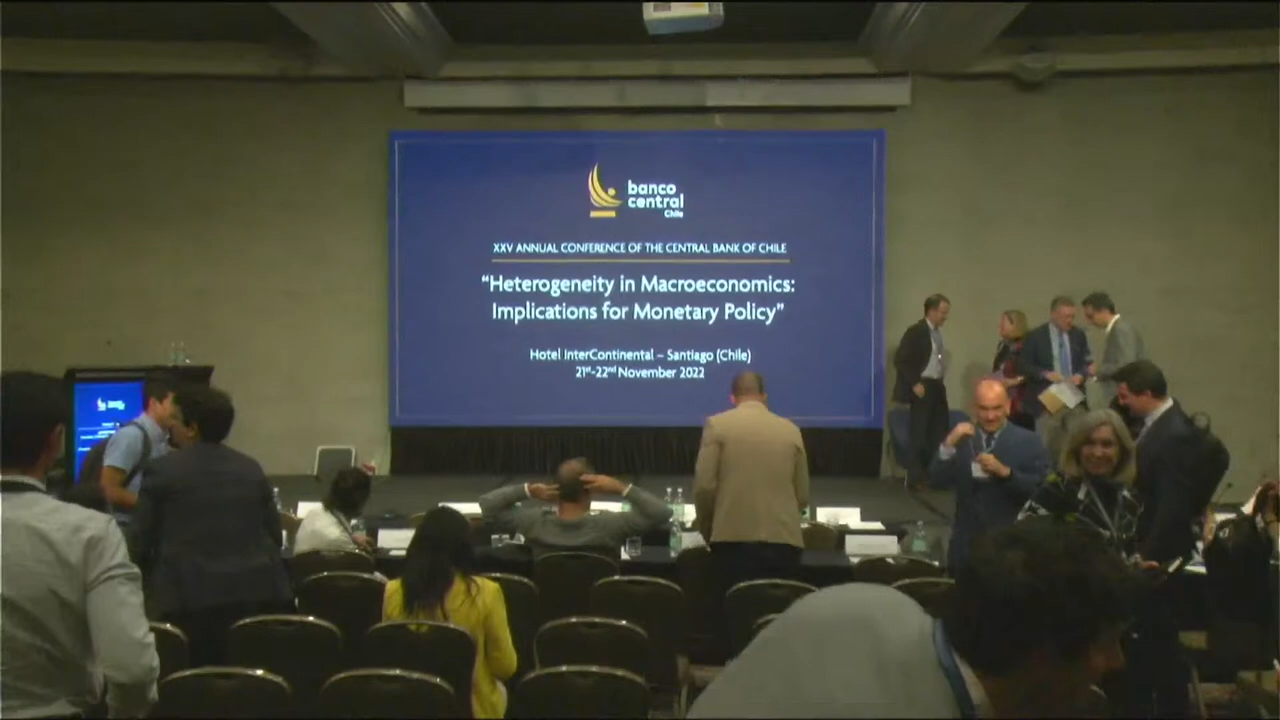 banco
central
Chile
XXV ANNUAL CONFERENCE OF THE CENTRAL BANK OF CHILE
“Heterogeneity in Macroeconomics:
Implications for Monetary Policy”
Hotel InterContinental – Santiago (Chile)
21st-22nd November 2022